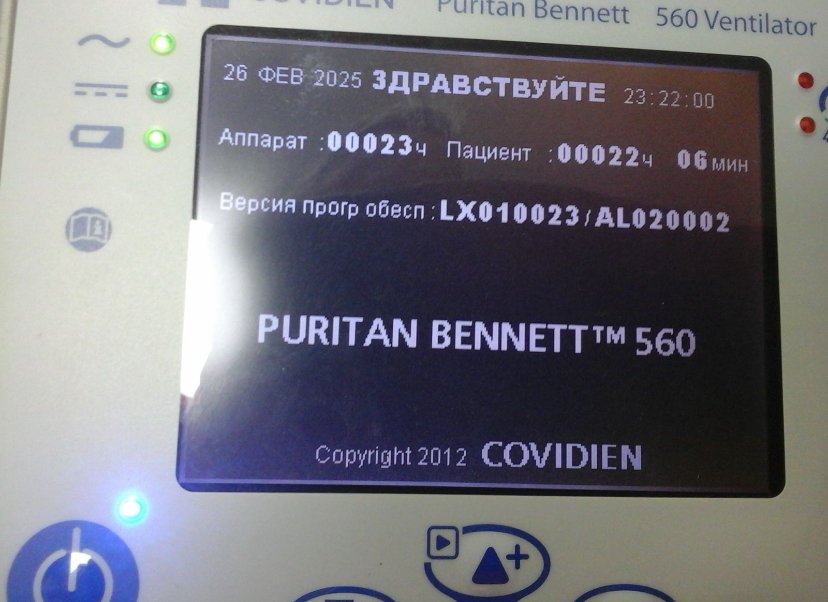 COVIDIEN Puritan Bennett 560 Ventilator
26 ФЕВ 2025 ЗДРАВСТВУЙТЕ 23:22:00
Аппарат :00023ч Пациент :00022ч 06мин
Версия прогр обесп :LX010023/AL020002
PURITAN BENNETT™ 560
Copyright 2012 COVIDIEN